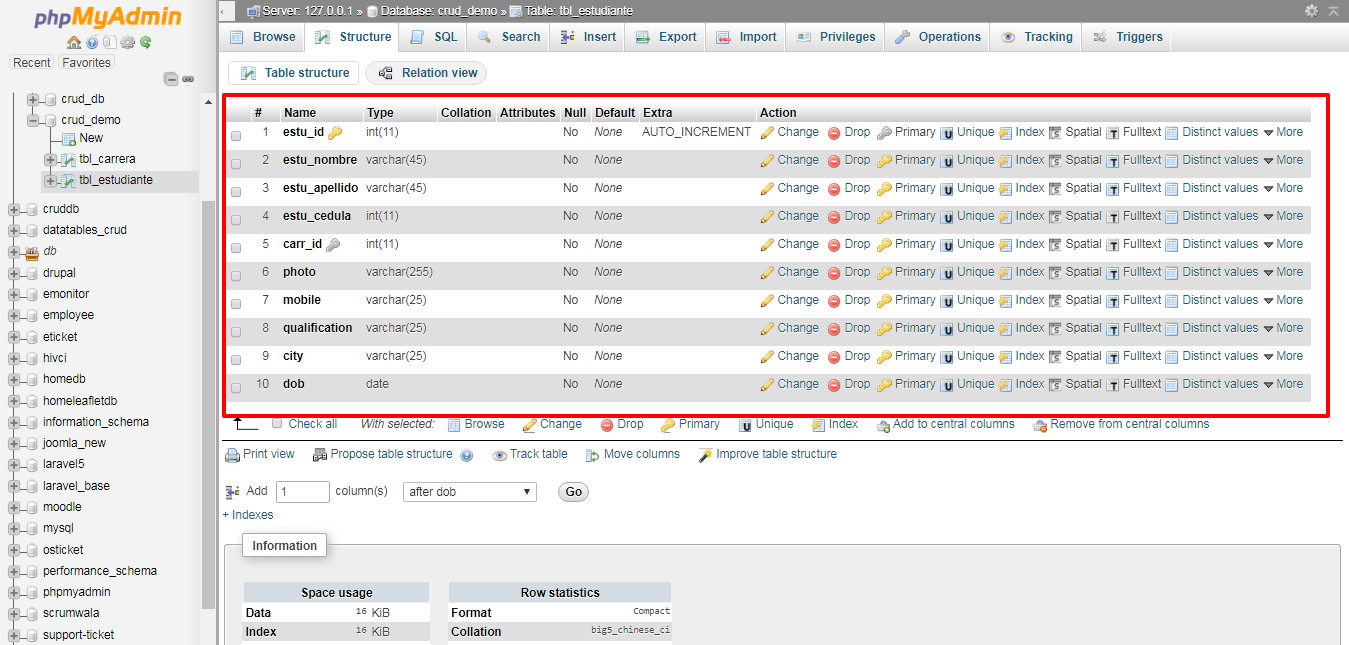 phpMyAdmin
Recent Favorites
crud_db
crud_demo
New
tbl_carrera
tbl_estudiante
cruddb
datatables_crud
db
drupal
emonitor
employee
eticket
hivci
homedb
homeleafletdb
information_schema
joomla_new
laravel5
laravel_base
moodle
mysql
osticket
performance_schema
phpmyadmin
scrumwala
support-ticket
Server: 127.0.0.1 » Database: crud_demo » Table: tbl_estudiante
Browse Structure SQL Search Insert Export Import Privileges Operations Tracking Triggers
Table structure Relation view
# Name Type Collation Attributes Null Default Extra Action
1 estu_id int(11) No None AUTO_INCREMENT Change Drop Primary Unique Index Spatial Fulltext Distinct values More
2 estu_nombre varchar(45) No None Change Drop Primary Unique Index Spatial Fulltext Distinct values More
3 estu_apellido varchar(45) No None Change Drop Primary Unique Index Spatial Fulltext Distinct values More
4 estu_cedula int(11) No None Change Drop Primary Unique Index Spatial Fulltext Distinct values More
5 carr_id int(11) No None Change Drop Primary Unique Index Spatial Fulltext Distinct values More
6 photo varchar(255) No None Change Drop Primary Unique Index Spatial Fulltext Distinct values More
7 mobile varchar(25) No None Change Drop Primary Unique Index Spatial Fulltext Distinct values More
8 qualification varchar(25) No None Change Drop Primary Unique Index Spatial Fulltext Distinct values More
9 city varchar(25) No None Change Drop Primary Unique Index Spatial Fulltext Distinct values More
10 dob date No None Change Drop Primary Unique Index Spatial Fulltext Distinct values More
Check all With selected: Browse Change Drop Primary Unique Index Add to central columns Remove from central columns
Print view Propose table structure Track table Move columns Improve table structure
Add 1 column(s) after dob Go
+ Indexes
Information
Space usage
Data 16 KiB
Index 16 KiB
Row statistics
Format Compact
Collation big5_chinese_ci